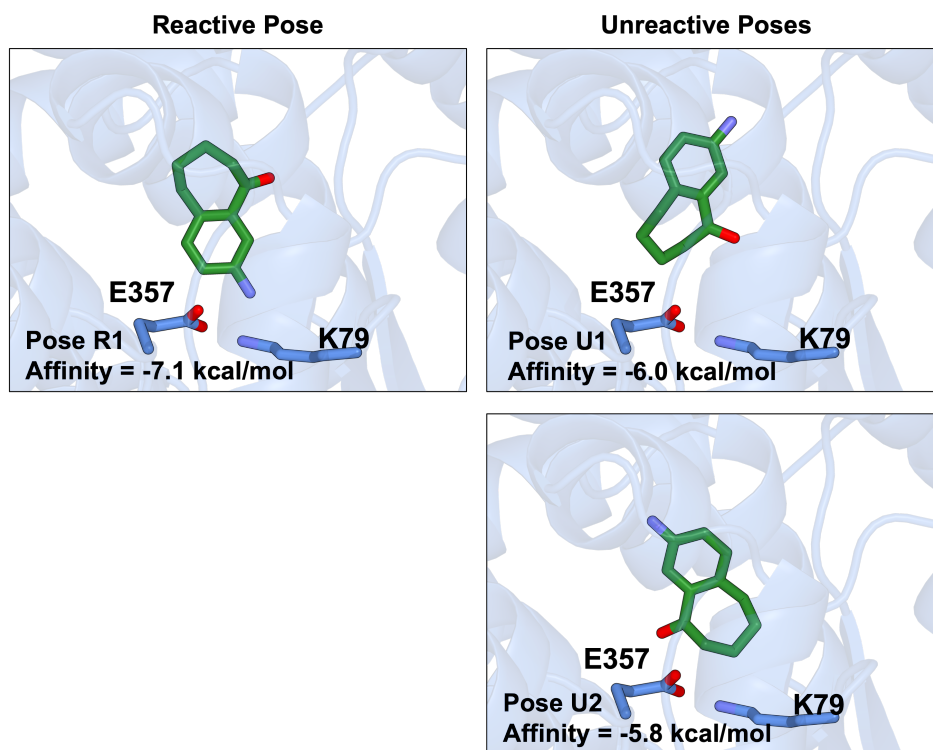 Reactive Pose
Unreactive Poses
E357
K79
Pose R1
Affinity = -7.1 kcal/mol
E357
K79
Pose U1
Affinity = -6.0 kcal/mol
E357
K79
Pose U2
Affinity = -5.8 kcal/mol